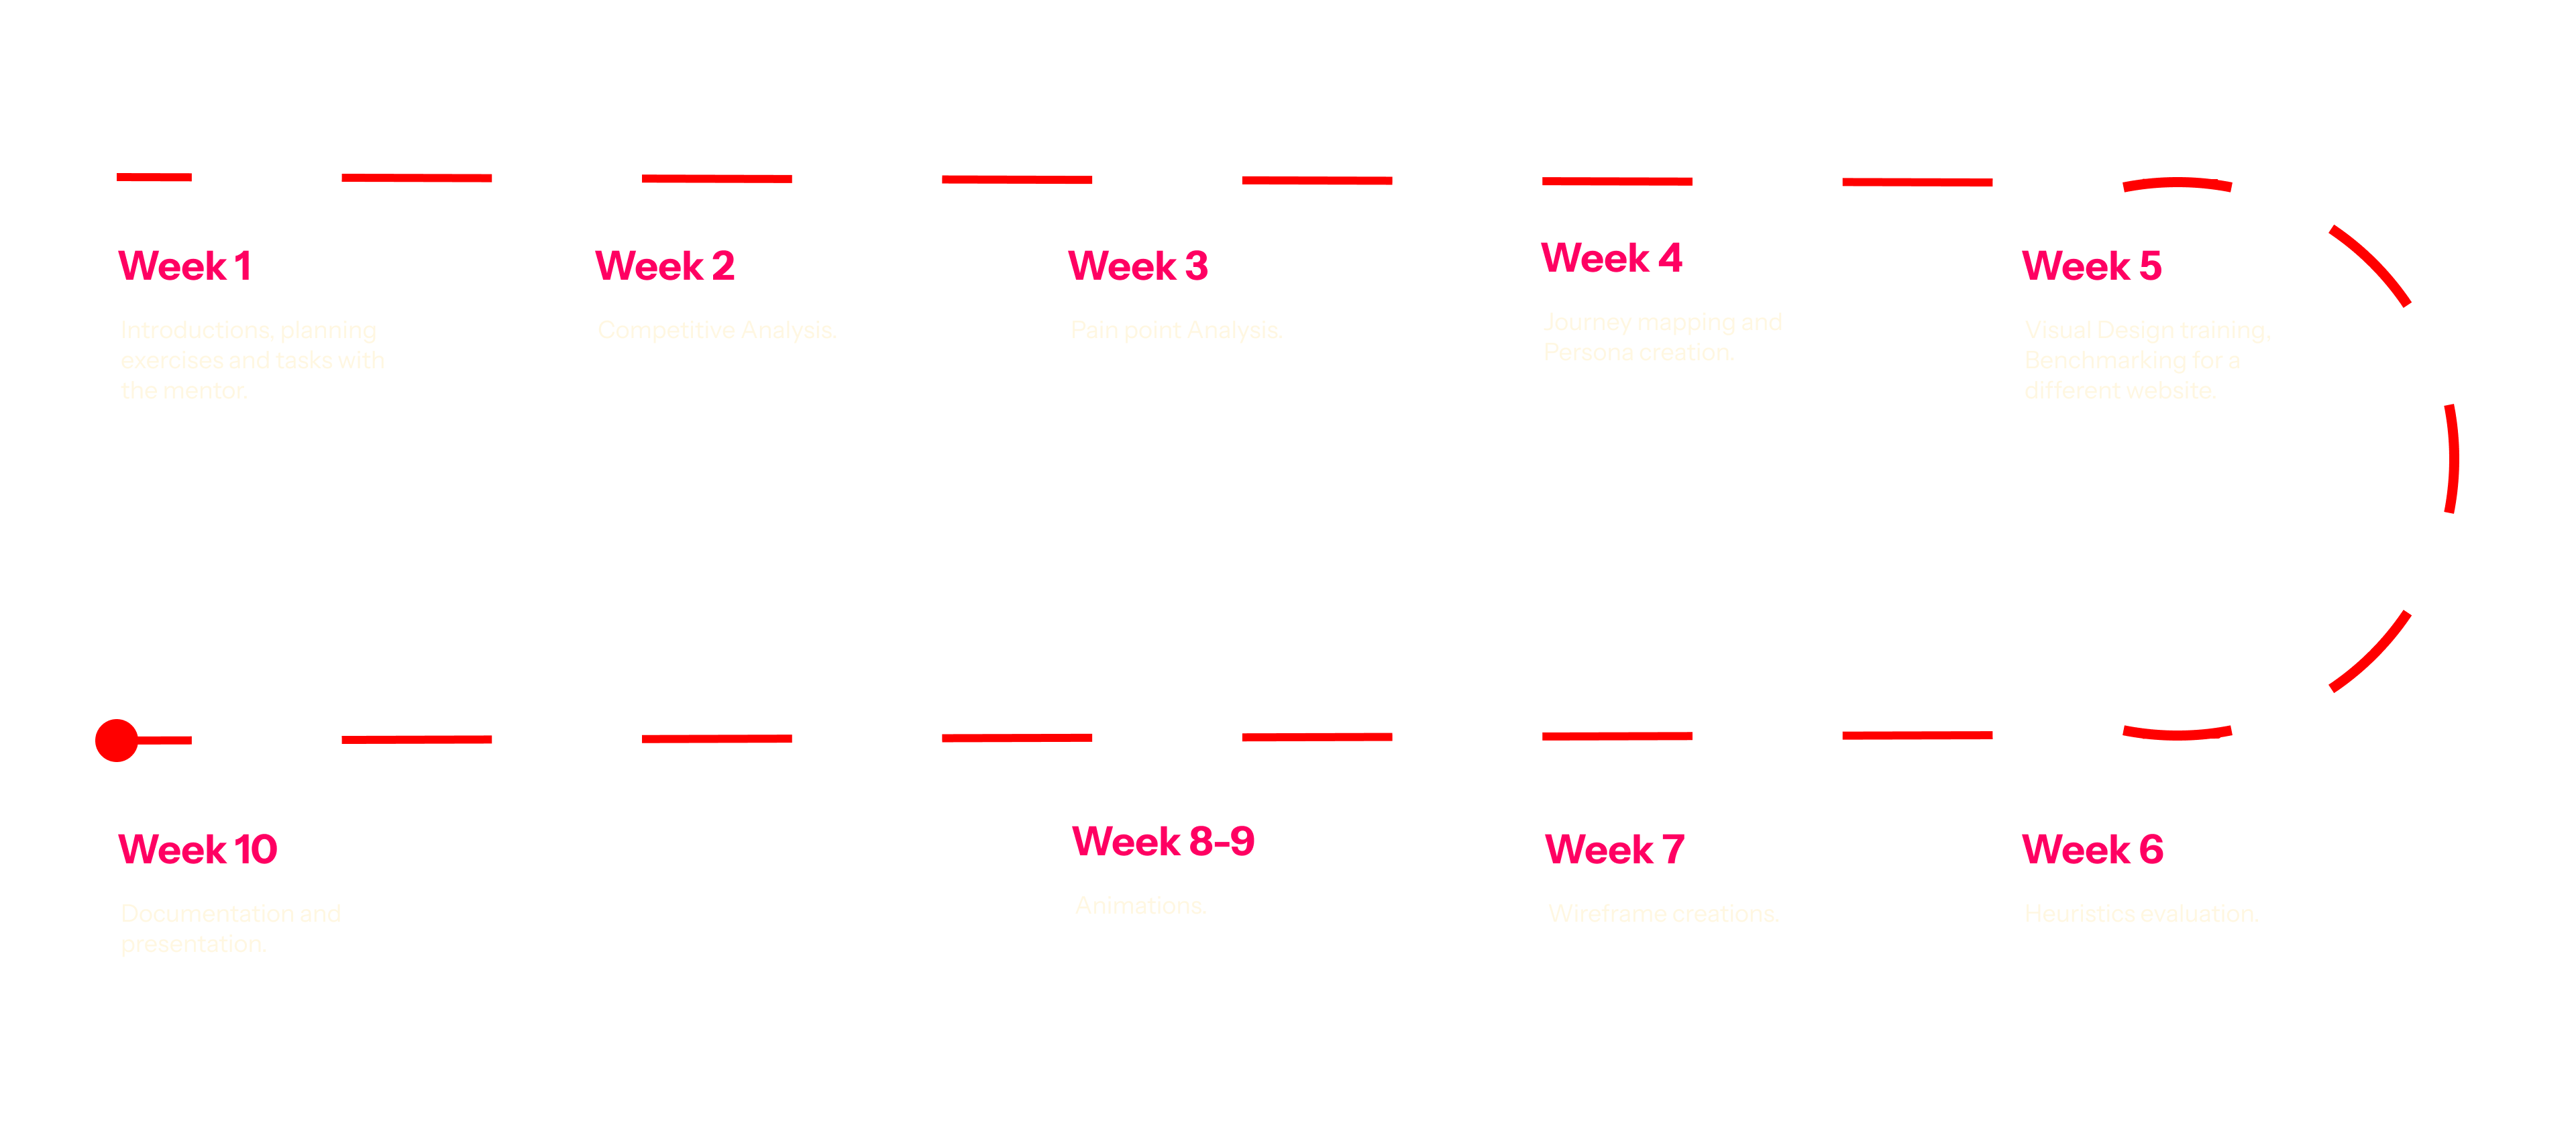 Week 1
Introductions, planning
exercises and tasks with
the mentor.
Week 2
Competitive Analysis.
Week 3
Pain point Analysis.
Week 4
Journey mapping and
Persona creation.
Week 5
Visual Design training,
Benchmarking for a
different website.
Week 10
Documentation and
presentation.
Week 8-9
Animations.
Week 7
Wireframe creations.
Week 6
Heuristics evaluation.